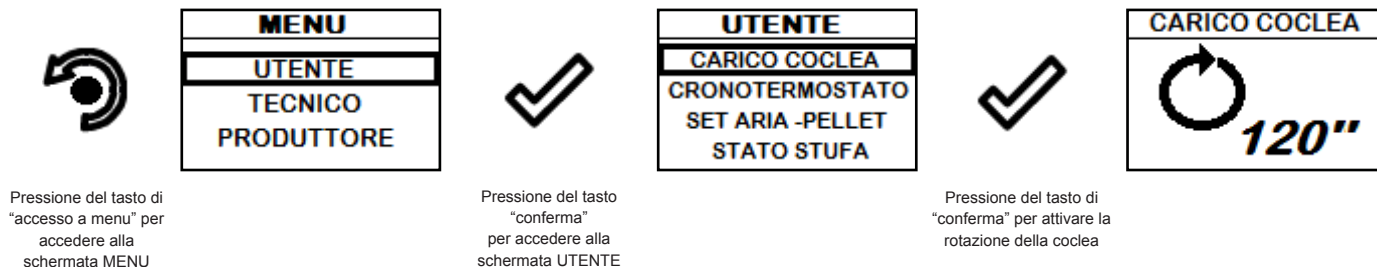 MENU
UTENTE
TECNICO
PRODUTTORE
UTENTE
CARICO COCLEA
CRONOTERMOSTATO
SET ARIA -PELLET
STATO STUFA
CARICO COCLEA
120"
Pressione del tasto di
“accesso a menu” per
accedere alla
schermata MENU
Pressione del tasto
“conferma”
per accedere alla
schermata UTENTE
Pressione del tasto di
“conferma” per attivare la
rotazione della coclea